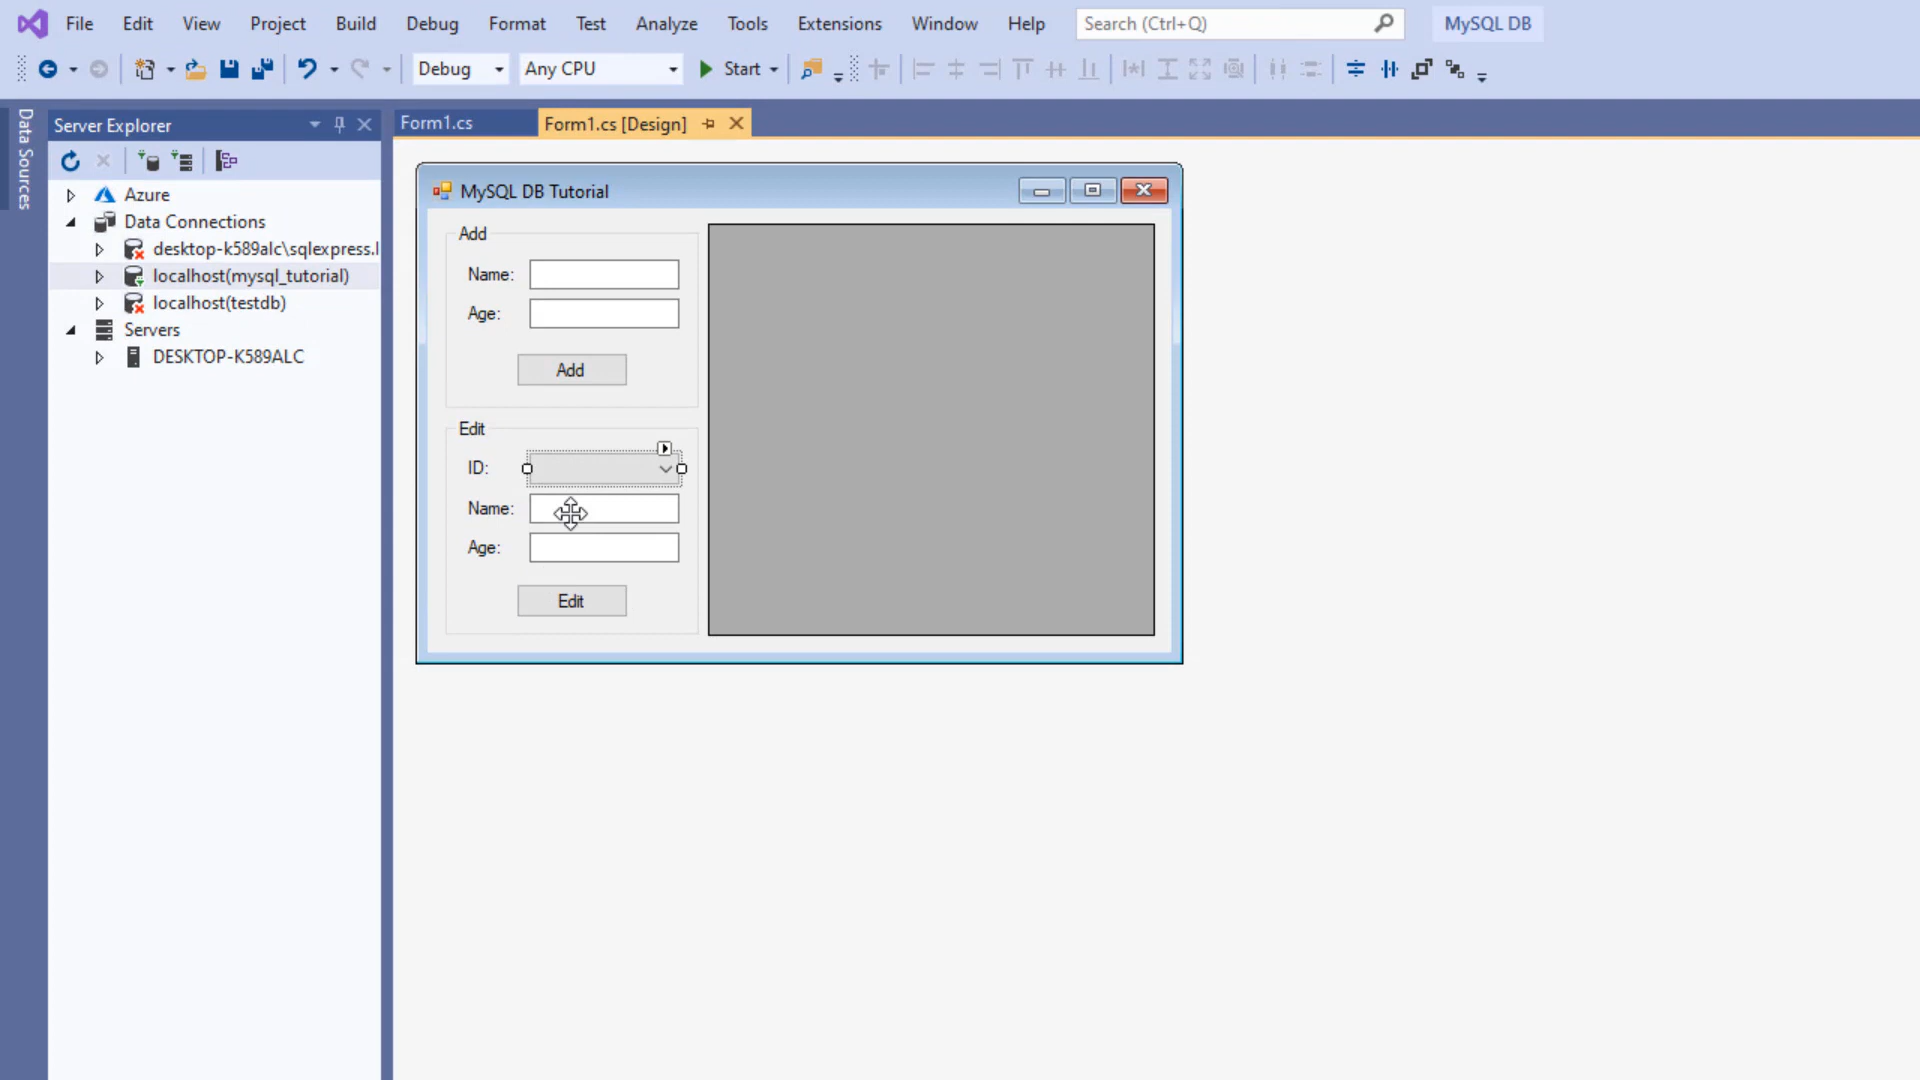 File Edit View Project Build Debug Format Test Analyze Tools Extensions Window Help Search (Ctrl+Q) MySQL DB
Debug Any CPU Start
Data Sources
Server Explorer
Form1.cs Form1.cs [Design]
Azure
Data Connections
desktop-k589alc\sqlexpress.l
localhost(mysql_tutorial)
localhost(testdb)
Servers
DESKTOP-K589ALC
MySQL DB Tutorial
Add
Name:
Age:
Add
Edit
ID:
Name:
Age:
Edit